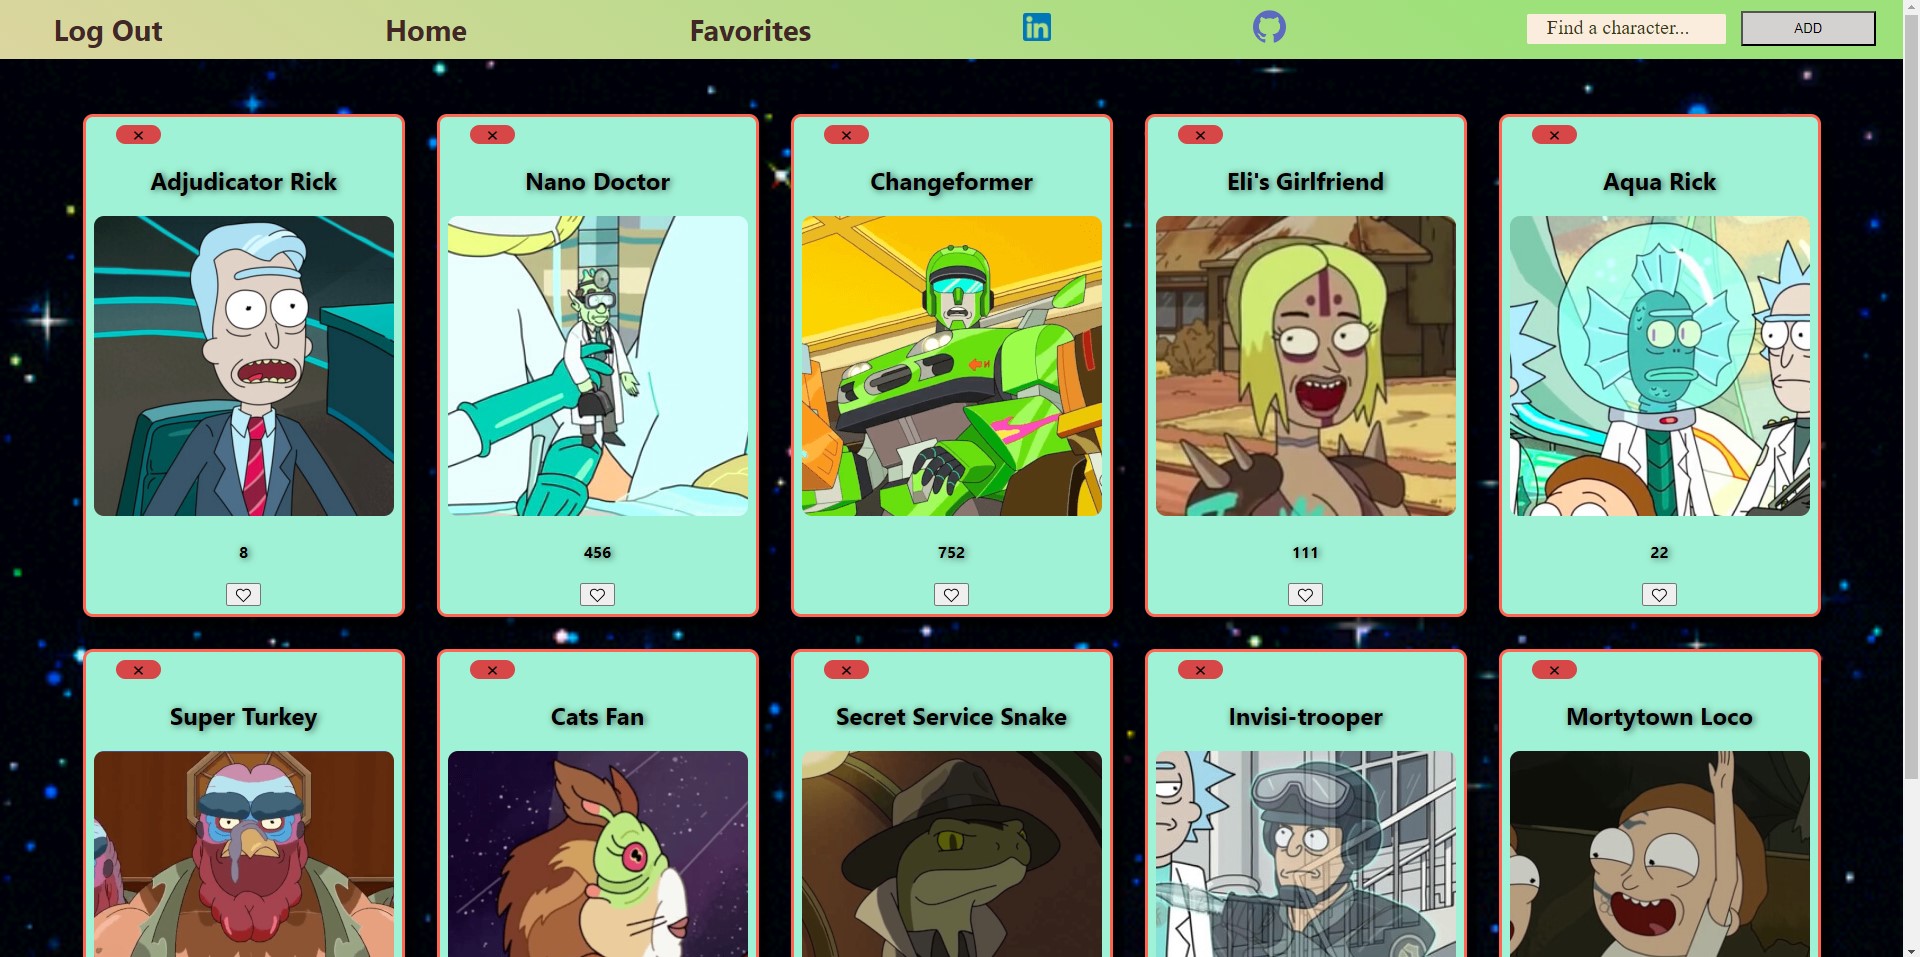 Log Out Home Favorites in Find a character... ADD
× × × × ×
Adjudicator Rick Nano Doctor Changeformer Eli's Girlfriend Aqua Rick
8 456 752 111 22
× × × × ×
Super Turkey Cats Fan Secret Service Snake Invisi-trooper Mortytown Loco